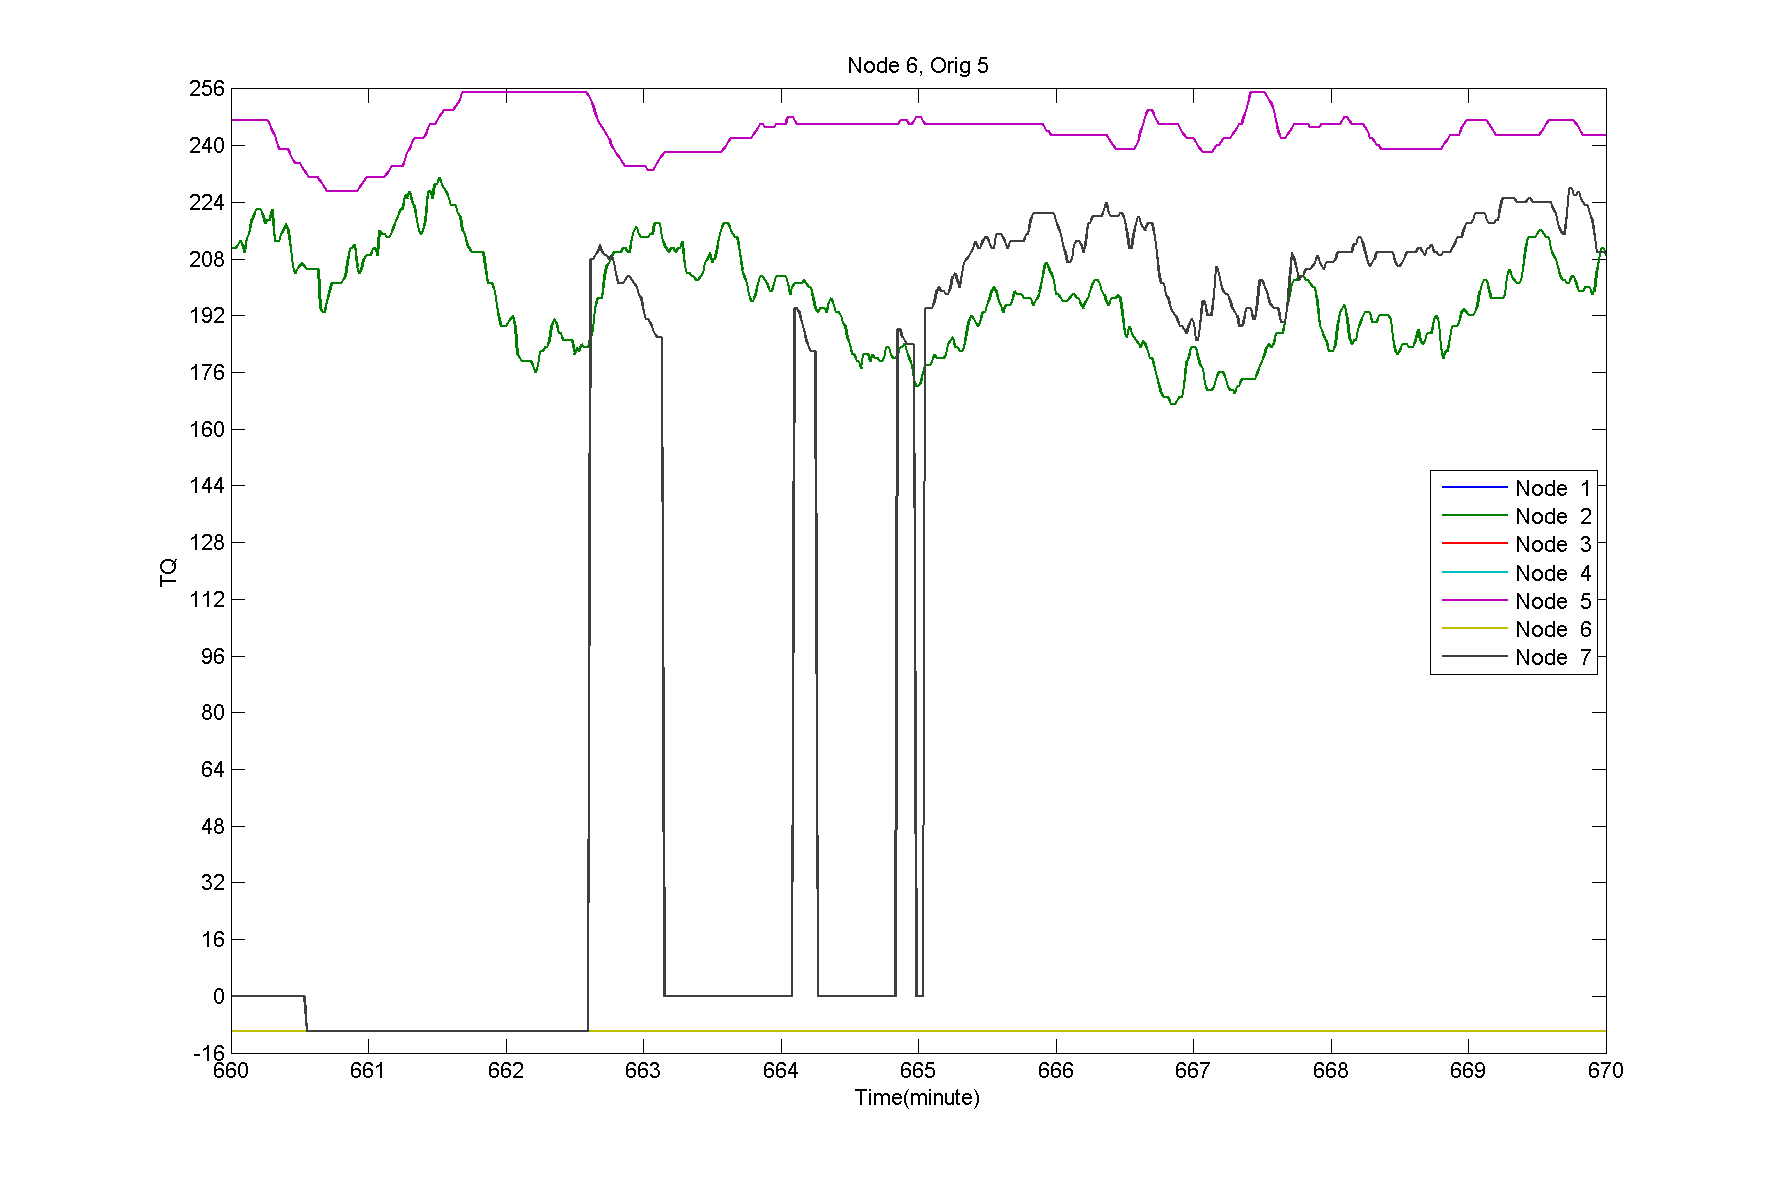 Node 6, Orig 5
256
240
224
208
192
176
160
144
128
112
96
80
64
48
32
16
0
-16
TQ
660 661 662 663 664 665 666 667 668 669 670
Time(minute)
Node 1
Node 2
Node 3
Node 4
Node 5
Node 6
Node 7